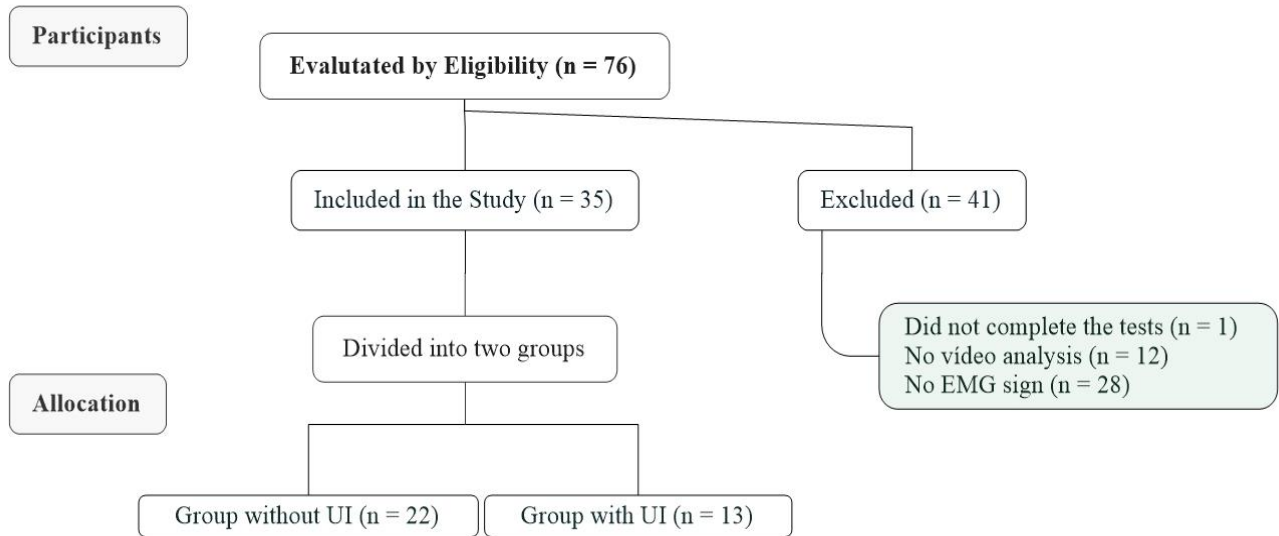 Participants
Evalutated by Eligibility (n = 76)
Included in the Study (n = 35)
Excluded (n = 41)
Did not complete the tests (n = 1)
No vídeo analysis (n = 12)
No EMG sign (n = 28)
Divided into two groups
Allocation
Group without UI (n = 22)
Group with UI (n = 13)